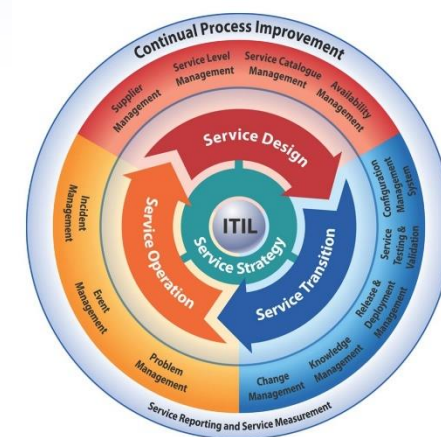 Continual Process Improvement
Supplier
Management
Service Level
Management
Service Catalogue
Management
Availability
Management
Configuration
Management
System
Service
Testing &
Validation
Release &
Deployment
Management
Knowledge
Management
Change
Management
Problem
Management
Event
Management
Incident
Management
Service Design
Service Transition
Service Operation
Service Strategy
ITIL
Service Reporting and Service Measurement